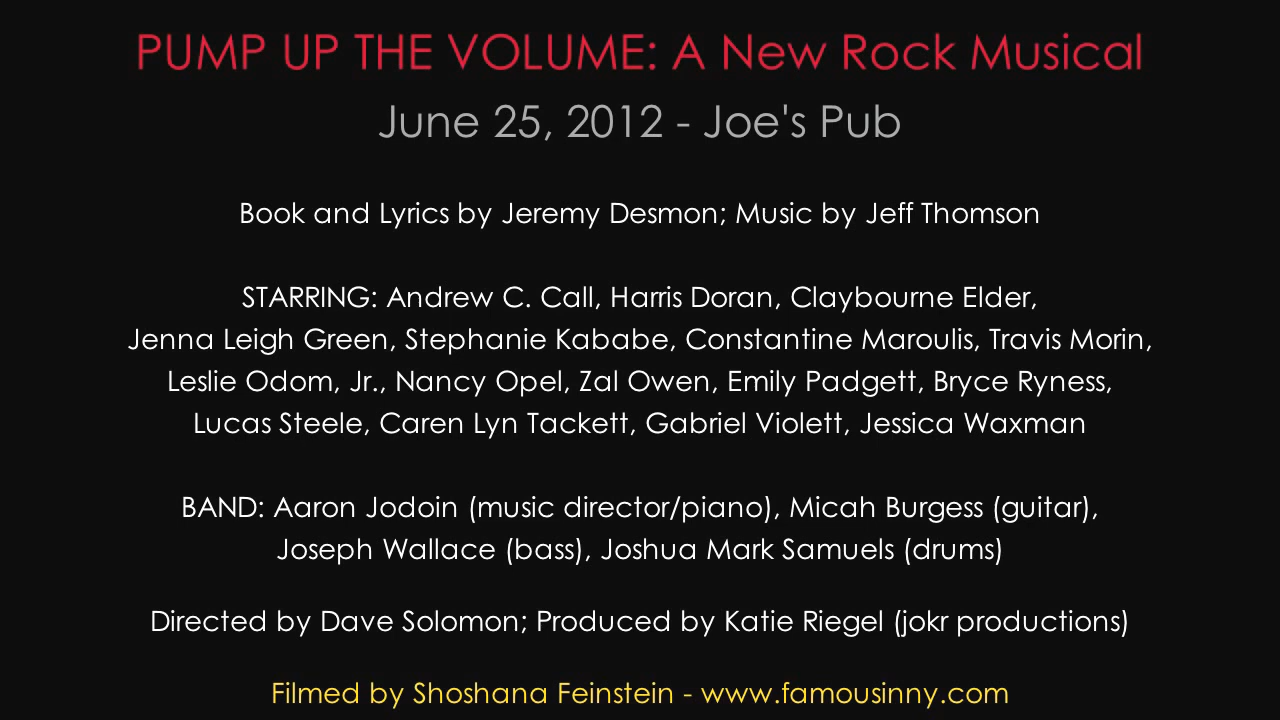 PUMP UP THE VOLUME: A New Rock Musical
June 25, 2012 - Joe's Pub
Book and Lyrics by Jeremy Desmon; Music by Jeff Thomson
STARRING: Andrew C. Call, Harris Doran, Claybourne Elder,
Jenna Leigh Green, Stephanie Kababe, Constantine Maroulis, Travis Morin,
Leslie Odom, Jr., Nancy Opel, Zal Owen, Emily Padgett, Bryce Ryness,
Lucas Steele, Caren Lyn Tackett, Gabriel Violett, Jessica Waxman
BAND: Aaron Jodoin (music director/piano), Micah Burgess (guitar),
Joseph Wallace (bass), Joshua Mark Samuels (drums)
Directed by Dave Solomon; Produced by Katie Riegel (jokr productions)
Filmed by Shoshana Feinstein - www.famousinny.com